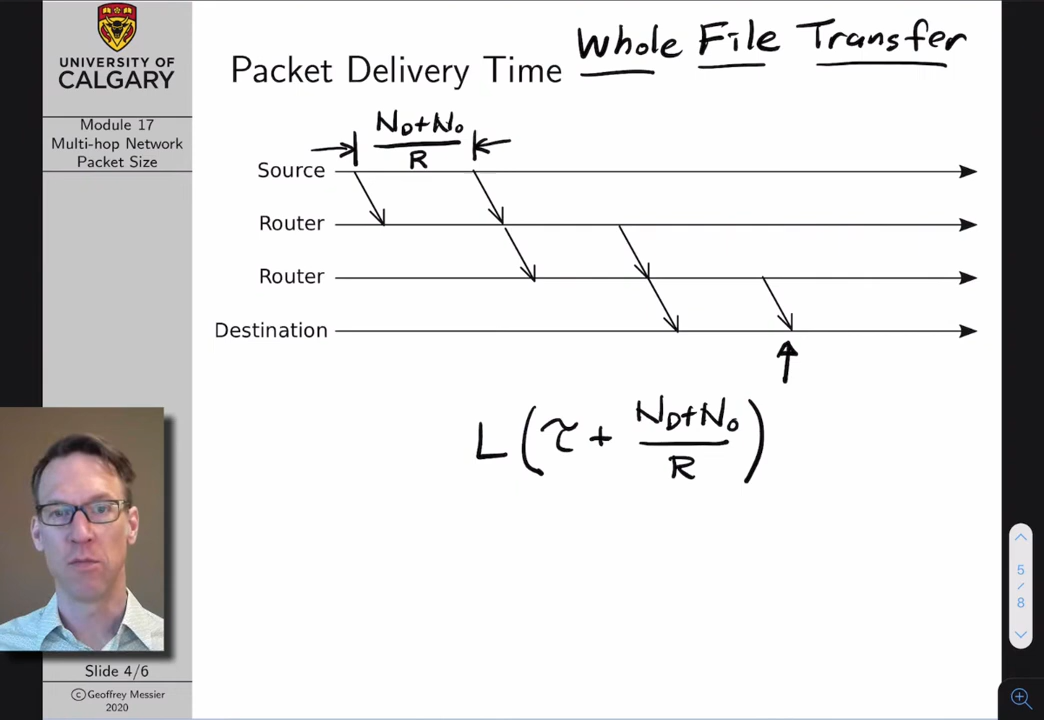 UNIVERSITY OF
CALGARY
Module 17
Multi-hop Network
Packet Size
Packet Delivery Time Whole File Transfer
N_D+N_o
R
Source
Router
Router
Destination
L(τ + N_D+N_o
R)
5
/
8
Slide 4/6
©Geoffrey Messier
2020